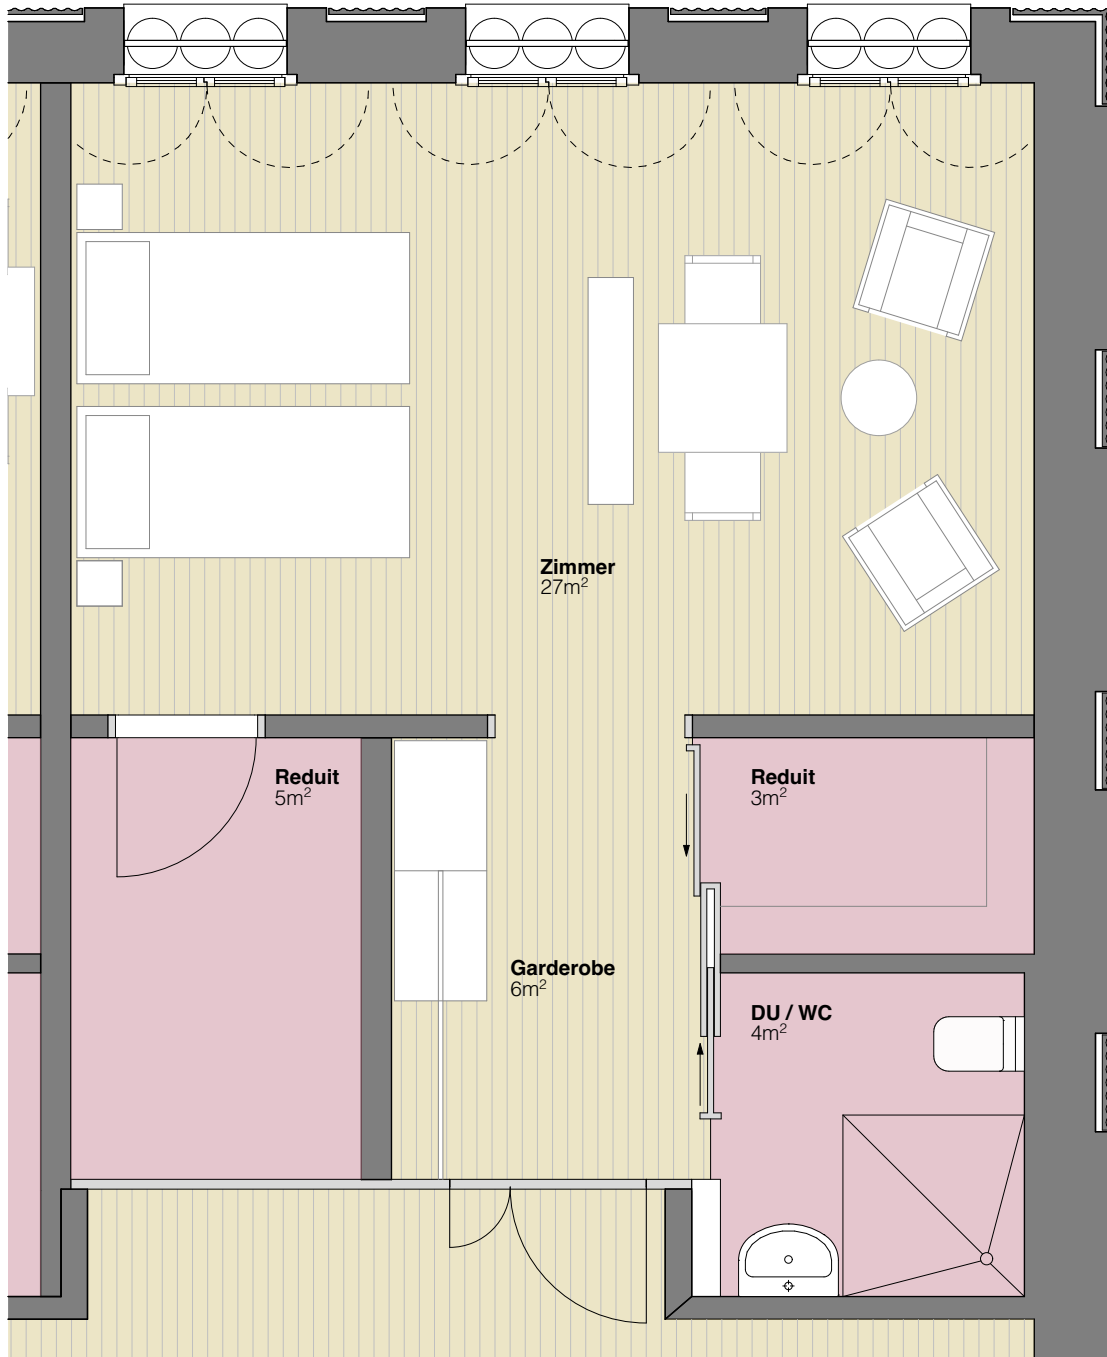 Zimmer
27m²
Reduit
5m²
Reduit
3m²
Garderobe
6m²
DU / WC
4m²